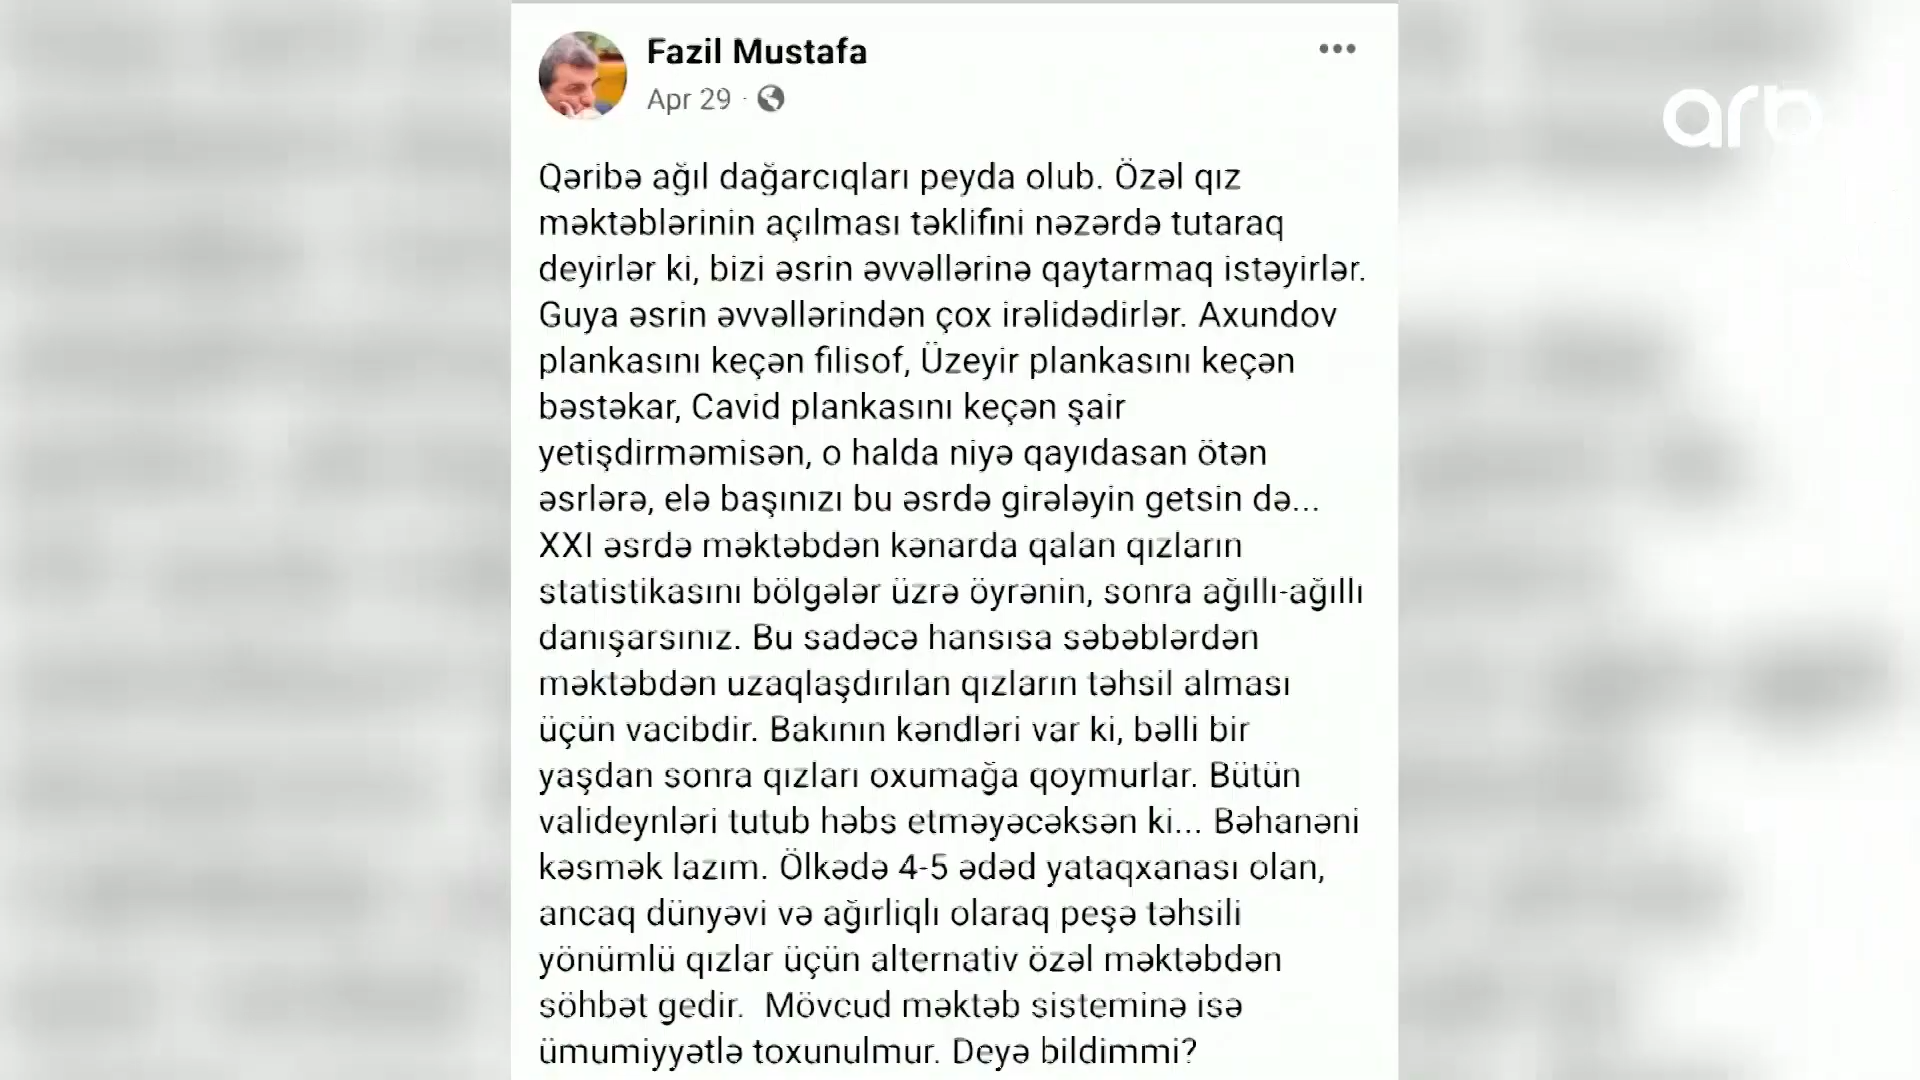 Fazil Mustafa
Apr 29 ·
arb
Qəribə ağıl dağarcıqları peyda olub. Özəl qız
məktəblərinin açılması təklifini nəzərdə tutaraq
deyirlər ki, bizi əsrin əvvəllərinə qaytarmaq istəyirlər.
Guya əsrin əvvəllərindən çox irəlidədirlər. Axundov
plankasını keçən filisof, Üzeyir plankasını keçən
bəstəkar, Cavid plankasını keçən şair
yetişdirməmisən, o halda niyə qayıdasan ötən
əsrlərə, elə başınızı bu əsrdə girələyin getsin də...
XXI əsrdə məktəbdən kənarda qalan qızların
statistikasını bölgələr üzrə öyrənin, sonra ağıllı-ağıllı
danışarsınız. Bu sadəcə hansısa səbəblərdən
məktəbdən uzaqlaşdırılan qızların təhsil alması
üçün vacibdir. Bakının kəndləri var ki, bəlli bir
yaşdan sonra qızları oxumağa qoymurlar. Bütün
valideynləri tutub həbs etməyəcəksən ki... Bəhanəni
kəsmək lazım. Ölkədə 4-5 ədəd yataqxanası olan,
ancaq dünyəvi və ağırliqlı olaraq peşə təhsili
yönümlü qızlar üçün alternativ özəl məktəbdən
söhbət gedir.  Mövcud məktəb sisteminə isə
ümumiyyətlə toxunulmur. Deyə bildimmi?